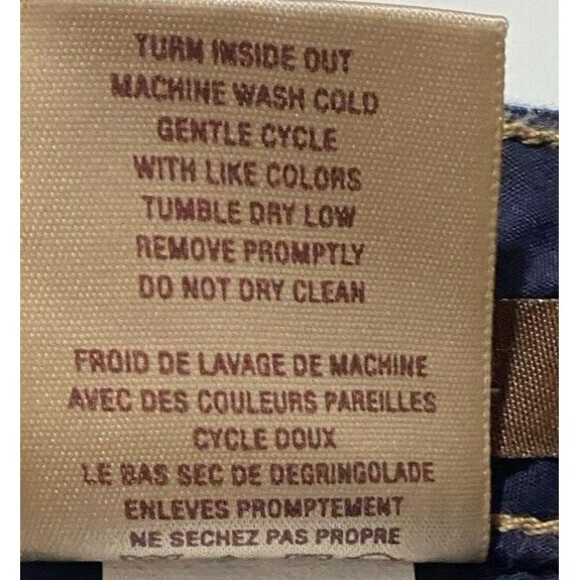 TURN INSIDE OUT
MACHINE WASH COLD
GENTLE CYCLE
WITH LIKE COLORS
TUMBLE DRY LOW
REMOVE PROMPTLY
DO NOT DRY CLEAN
FROID DE LAVAGE DE MACHINE
AVEC DES COULEURS PAREILLES
CYCLE DOUX
LE BAS SEC DE DEGRINGOLADE
ENLEVES PROMPTEMENT
NE SECHEZ PAS PROPRE